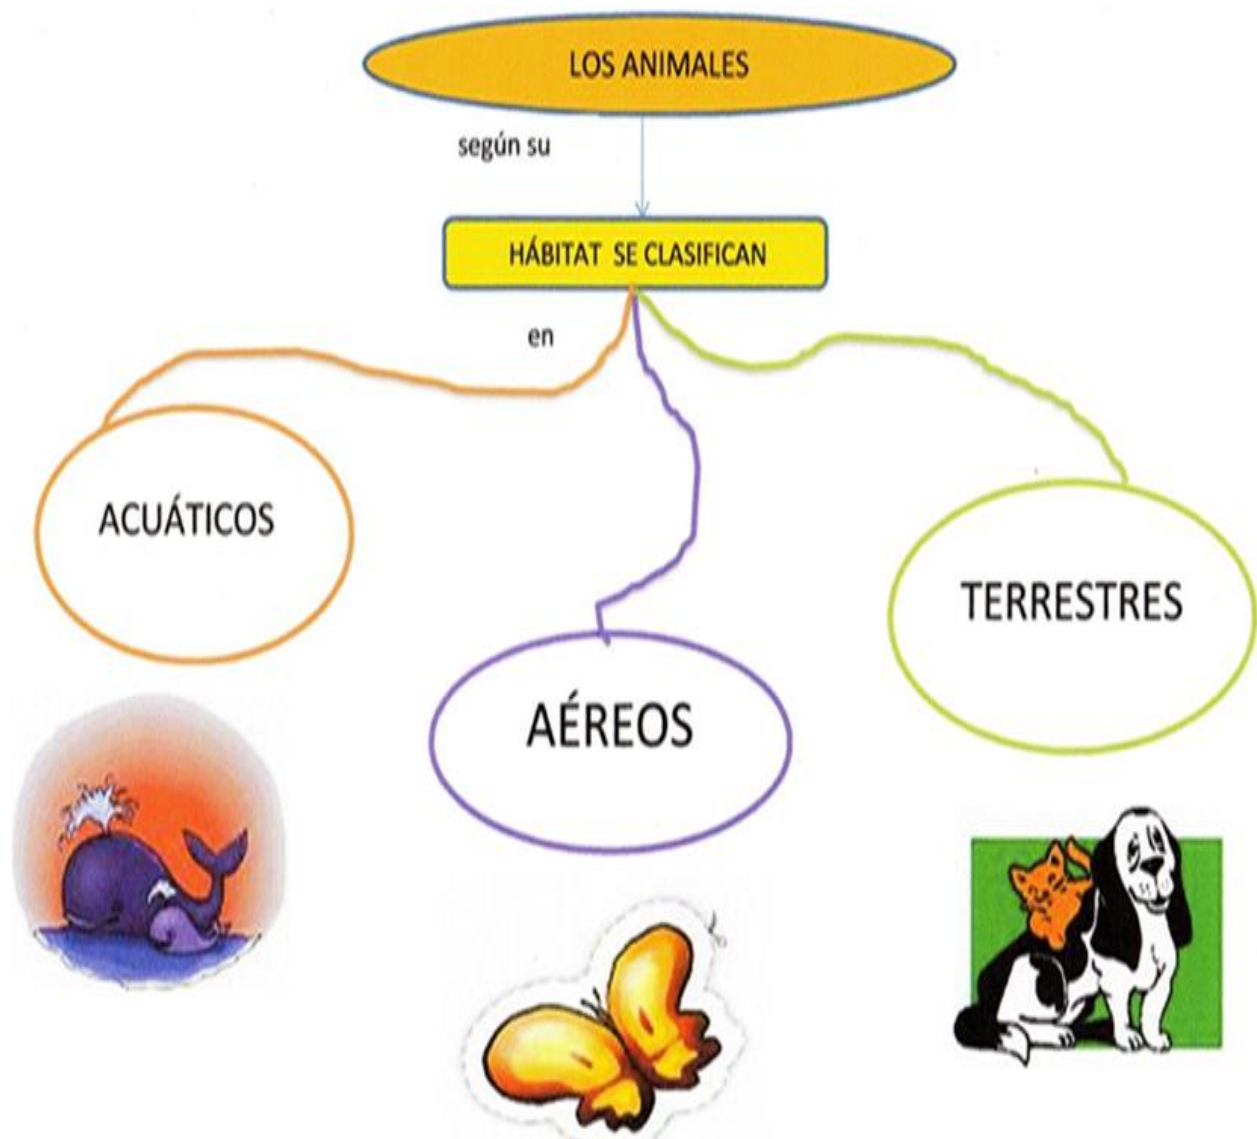 LOS ANIMALES
según su
HÁBITAT SE CLASIFICAN
en
ACUÁTICOS
AÉREOS
TERRESTRES